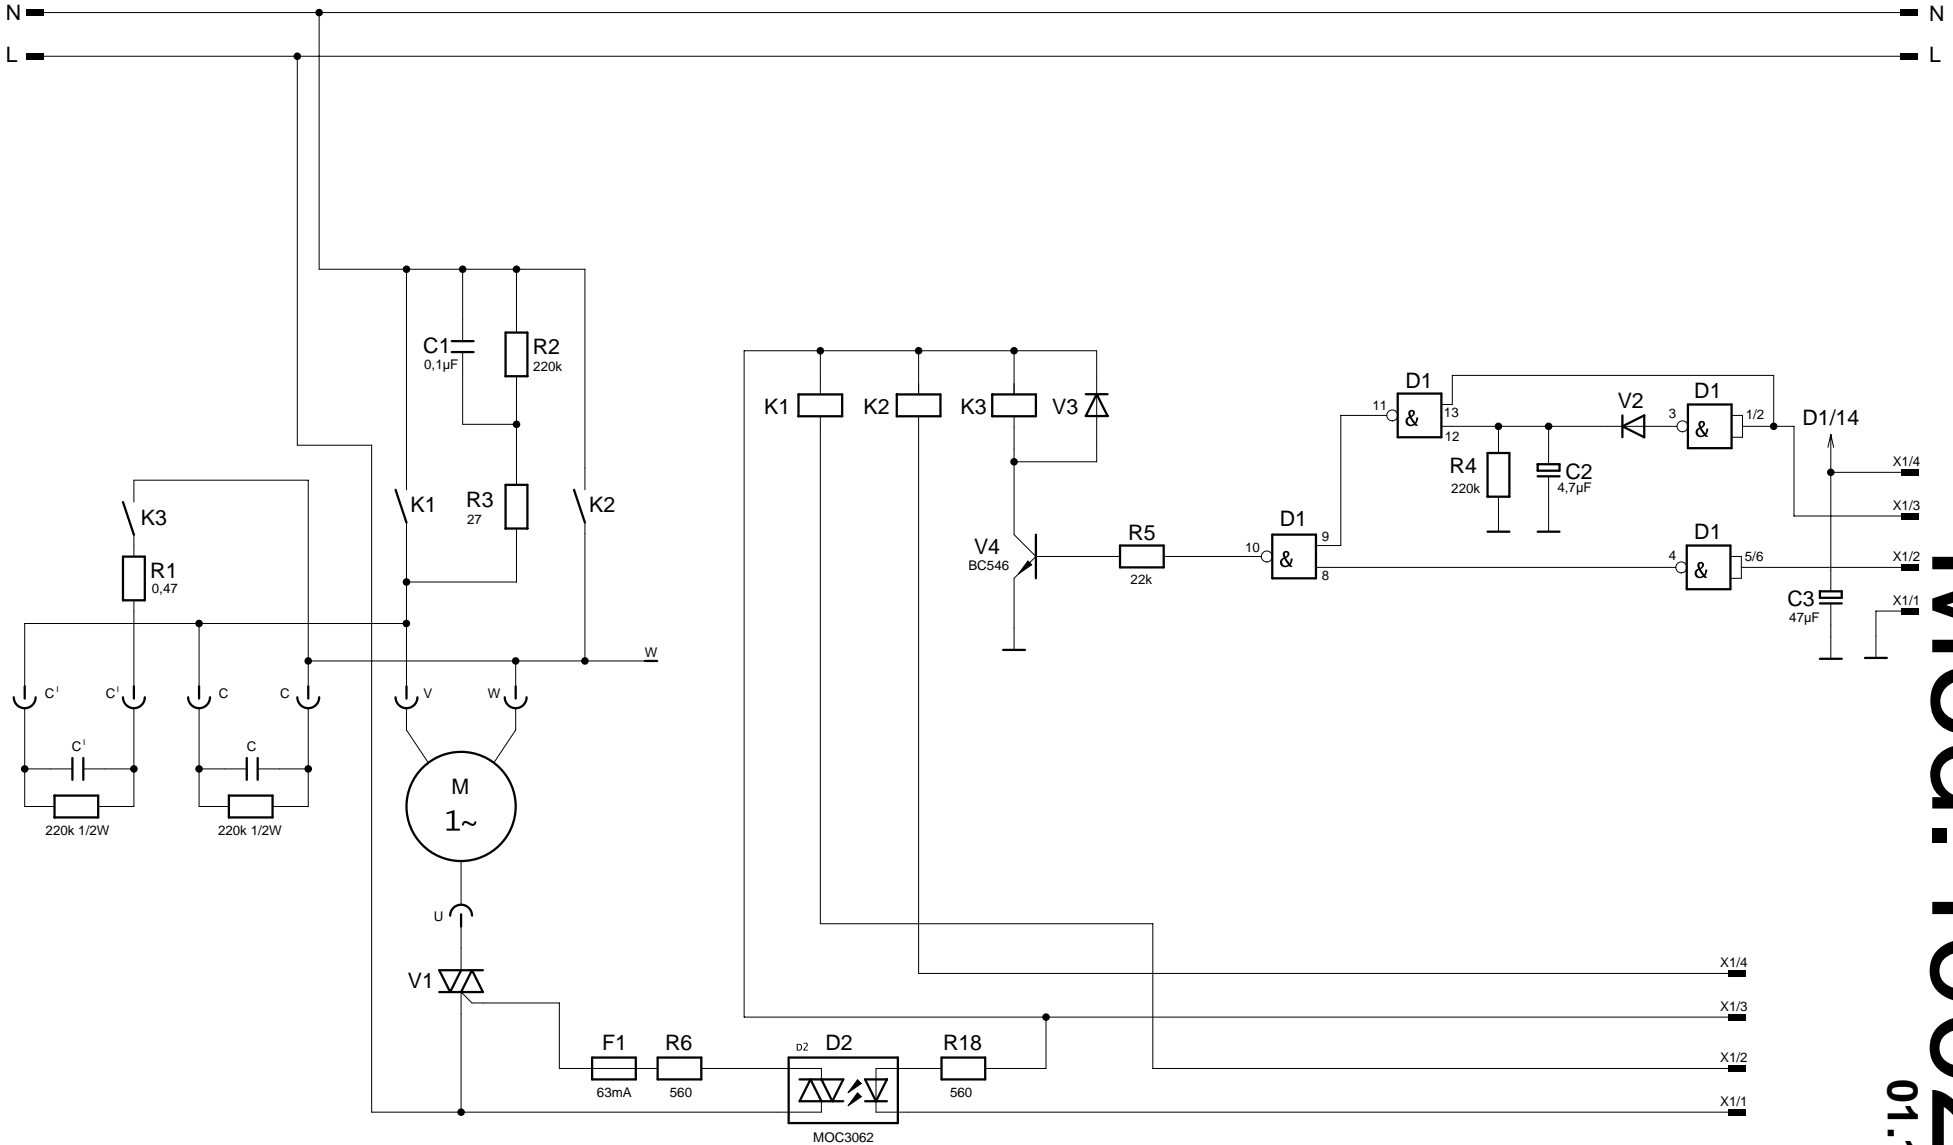 N N
L L
C1
0,1µF
R2
220k
K1
R3
27
K2
K3
R1
0,47
W
C' C' C C V W
C' C
220k 1/2W 220k 1/2W
M
1~
U
V1
F1
63mA
R6
560
D2 D2
MOC3062
R18
560
K1 K2 K3 V3
V4
BC546
R5
22k
D1
10 & 9
8
D1
11 & 13
12
R4
220k
C2
4,7µF
V2
D1
3 & 1/2
D1
4 & 5/6
D1/14
C3
47µF
X1/4
X1/3
X1/2
X1/1
X1/4
X1/3
X1/2
X1/1
01.